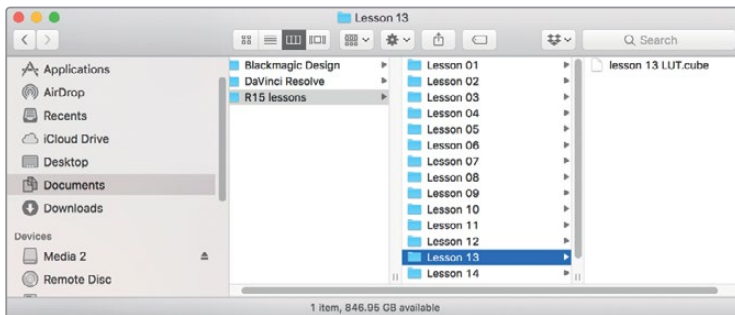 Lesson 13
Search
Applications
AirDrop
Recents
iCloud Drive
Desktop
Documents
Downloads
Devices
Media 2
Remote Disc
Blackmagic Design
DaVinci Resolve
R15 lessons
Lesson 01
Lesson 02
Lesson 03
Lesson 04
Lesson 05
Lesson 06
Lesson 07
Lesson 08
Lesson 09
Lesson 10
Lesson 11
Lesson 12
Lesson 13
Lesson 14
lesson 13 LUT.cube
1 item, 846.95 GB available